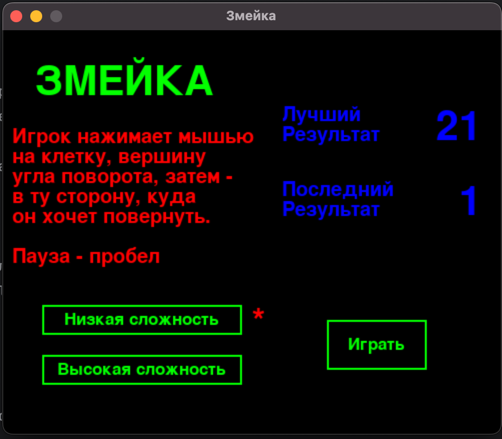 Змейка
ЗМЕЙКА
Игрок нажимает мышью
на клетку, вершину
угла поворота, затем -
в ту сторону, куда
он хочет повернуть.
Пауза - пробел
Лучший
Результат
21
Последний
Результат
1
Низкая сложность
*
Высокая сложность
Играть